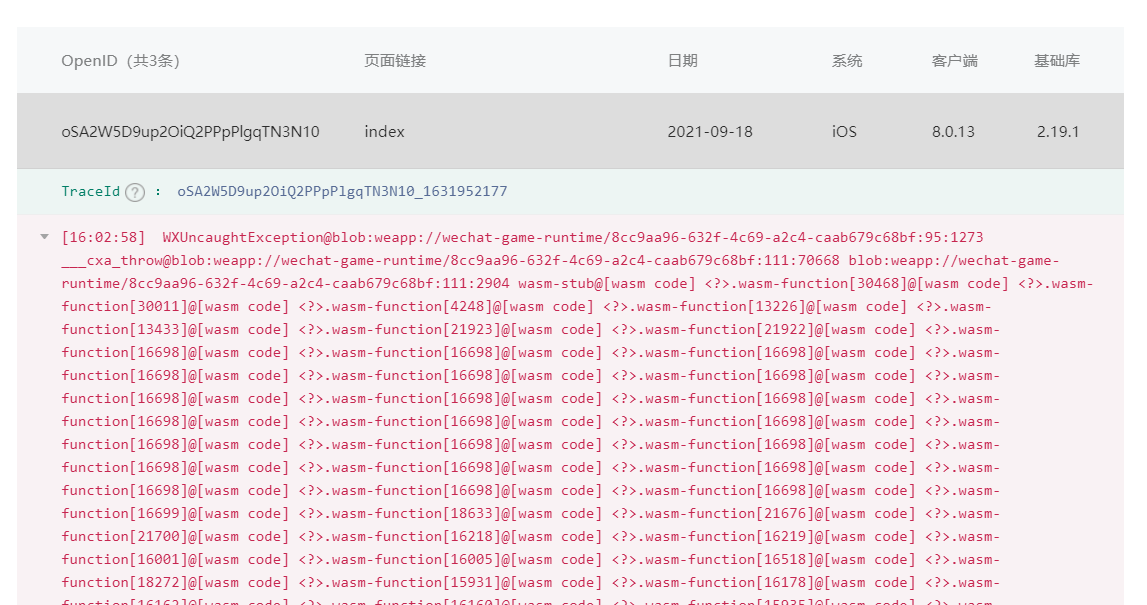 OpenID（共3条） 页面链接 日期 系统 客户端 基础库
oSA2W5D9up2OiQ2PPpPlgqTN3N10 index 2021-09-18 iOS 8.0.13 2.19.1
TraceId ? : oSA2W5D9up2OiQ2PPpPlgqTN3N10_1631952177
[16:02:58] WXUncaughtException@blob:weapp://wechat-game-runtime/8cc9aa96-632f-4c69-a2c4-caab679c68bf:95:1273
___cxa_throw@blob:weapp://wechat-game-runtime/8cc9aa96-632f-4c69-a2c4-caab679c68bf:111:70668 blob:weapp://wechat-game-
runtime/8cc9aa96-632f-4c69-a2c4-caab679c68bf:111:2904 wasm-stub@[wasm code] <?>.wasm-function[30468]@[wasm code] <?>.wasm-
function[30011]@[wasm code] <?>.wasm-function[4248]@[wasm code] <?>.wasm-function[13226]@[wasm code] <?>.wasm-
function[13433]@[wasm code] <?>.wasm-function[21923]@[wasm code] <?>.wasm-function[21922]@[wasm code] <?>.wasm-
function[16698]@[wasm code] <?>.wasm-function[16698]@[wasm code] <?>.wasm-function[16698]@[wasm code] <?>.wasm-
function[16698]@[wasm code] <?>.wasm-function[16698]@[wasm code] <?>.wasm-function[16698]@[wasm code] <?>.wasm-
function[16698]@[wasm code] <?>.wasm-function[16698]@[wasm code] <?>.wasm-function[16698]@[wasm code] <?>.wasm-
function[16698]@[wasm code] <?>.wasm-function[16698]@[wasm code] <?>.wasm-function[16698]@[wasm code] <?>.wasm-
function[16698]@[wasm code] <?>.wasm-function[16698]@[wasm code] <?>.wasm-function[16698]@[wasm code] <?>.wasm-
function[16698]@[wasm code] <?>.wasm-function[16698]@[wasm code] <?>.wasm-function[16698]@[wasm code] <?>.wasm-
function[16698]@[wasm code] <?>.wasm-function[16698]@[wasm code] <?>.wasm-function[16698]@[wasm code] <?>.wasm-
function[16699]@[wasm code] <?>.wasm-function[18633]@[wasm code] <?>.wasm-function[21676]@[wasm code] <?>.wasm-
function[21700]@[wasm code] <?>.wasm-function[16218]@[wasm code] <?>.wasm-function[16219]@[wasm code] <?>.wasm-
function[16001]@[wasm code] <?>.wasm-function[16005]@[wasm code] <?>.wasm-function[16518]@[wasm code] <?>.wasm-
function[18272]@[wasm code] <?>.wasm-function[15931]@[wasm code] <?>.wasm-function[16178]@[wasm code] <?>.wasm-